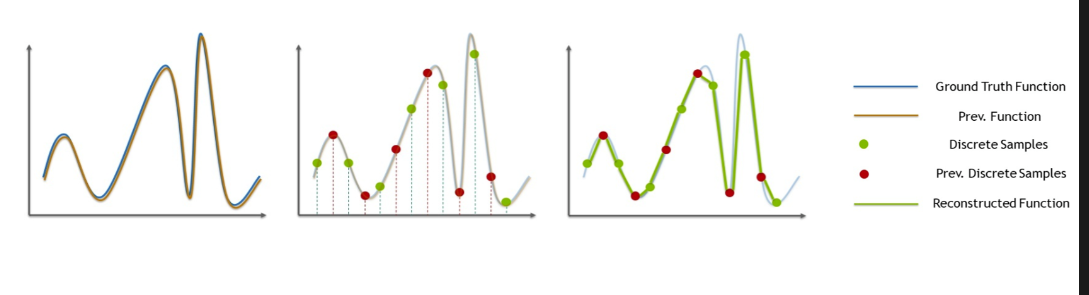 Ground Truth Function
Prev. Function
Discrete Samples
Prev. Discrete Samples
Reconstructed Function